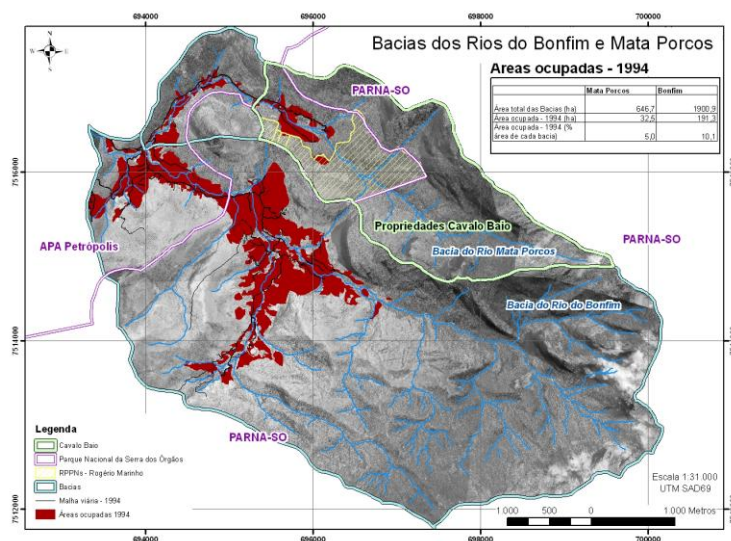 694000
696000
698000
700000
N
W
E
S
Bacias dos Rios do Bonfim e Mata Porcos
Areas ocupadas - 1994
Mata Porcos Bonfim
Área total das Bacias (ha) 646,7 1900,9
Área ocupada - 1994 (ha) 32,5 191,3
Área ocupada - 1994 (% área de cada bacia) 5,0 10,1
PARNA-SO
7516000
Propriedades Cavalo Baio
APA Petrópolis
Bacia do Rio Mata Porcos
PARNA-SO
Bacia do Rio do Bonfim
7514000
PARNA-SO
Legenda
Cavalo Baio
Parque Nacional da Serra dos Órgãos
RPPNs - Rogério Marinho
Bacias
Malha viária - 1994
Áreas ocupadas 1994
Escala 1:31.000
UTM SAD69
1.000 500 0 1.000 Metros
7512000
694000
696000
698000
700000